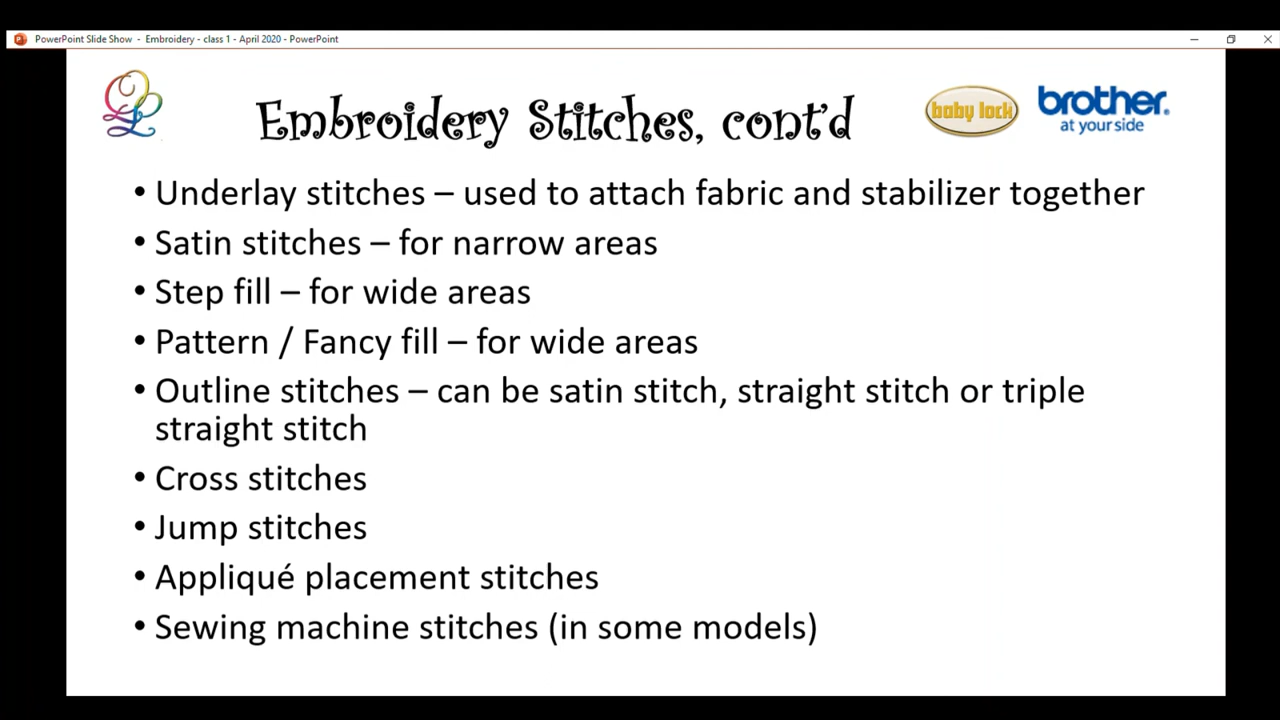 PowerPoint Slide Show - Embroidery - class 1 - April 2020 - PowerPoint
Embroidery Stitches, cont'd
baby lock
brother
at your side
• Underlay stitches – used to attach fabric and stabilizer together
• Satin stitches – for narrow areas
• Step fill – for wide areas
• Pattern / Fancy fill – for wide areas
• Outline stitches – can be satin stitch, straight stitch or triple
straight stitch
• Cross stitches
• Jump stitches
• Appliqué placement stitches
• Sewing machine stitches (in some models)